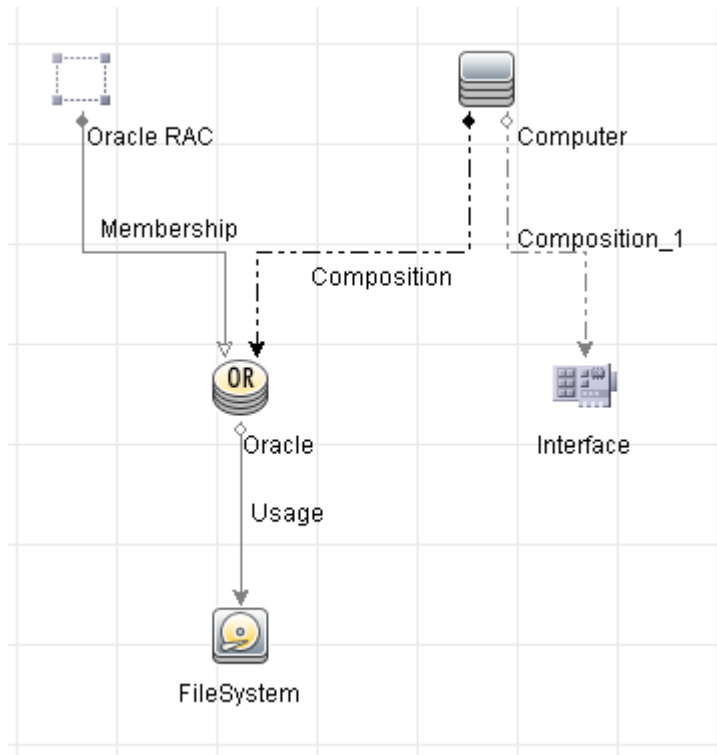 Oracle RAC
Computer
Membership
Composition_1
Composition
OR
Oracle
Interface
Usage
FileSystem